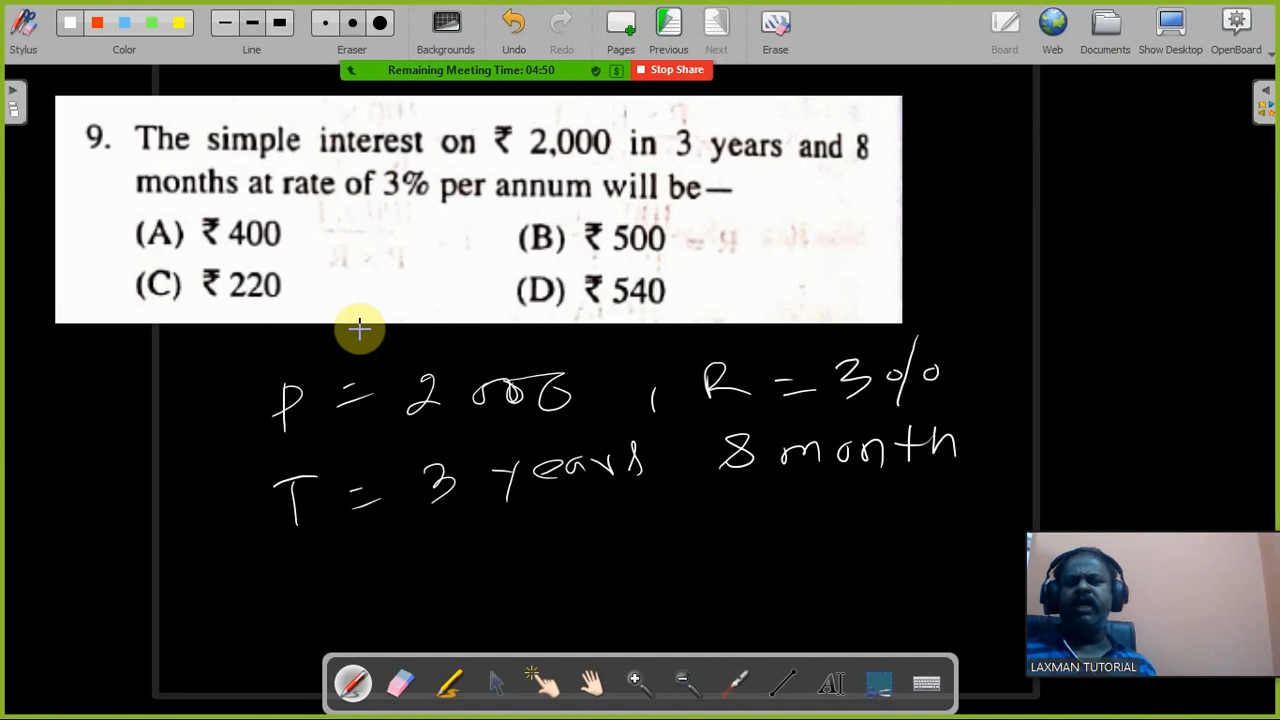 Stylus Color Line Eraser Backgrounds Undo Redo Pages Previous Next Erase Board Web Documents Show Desktop OpenBoard
Remaining Meeting Time: 04:50 $ Stop Share
9. The simple interest on ₹ 2,000 in 3 years and 8
months at rate of 3% per annum will be—
(A) ₹ 400 (B) ₹ 500
(C) ₹ 220 (D) ₹ 540
P = 2000 , R = 3%
T = 3 years 8 month
LAXMAN TUTORIAL
AI